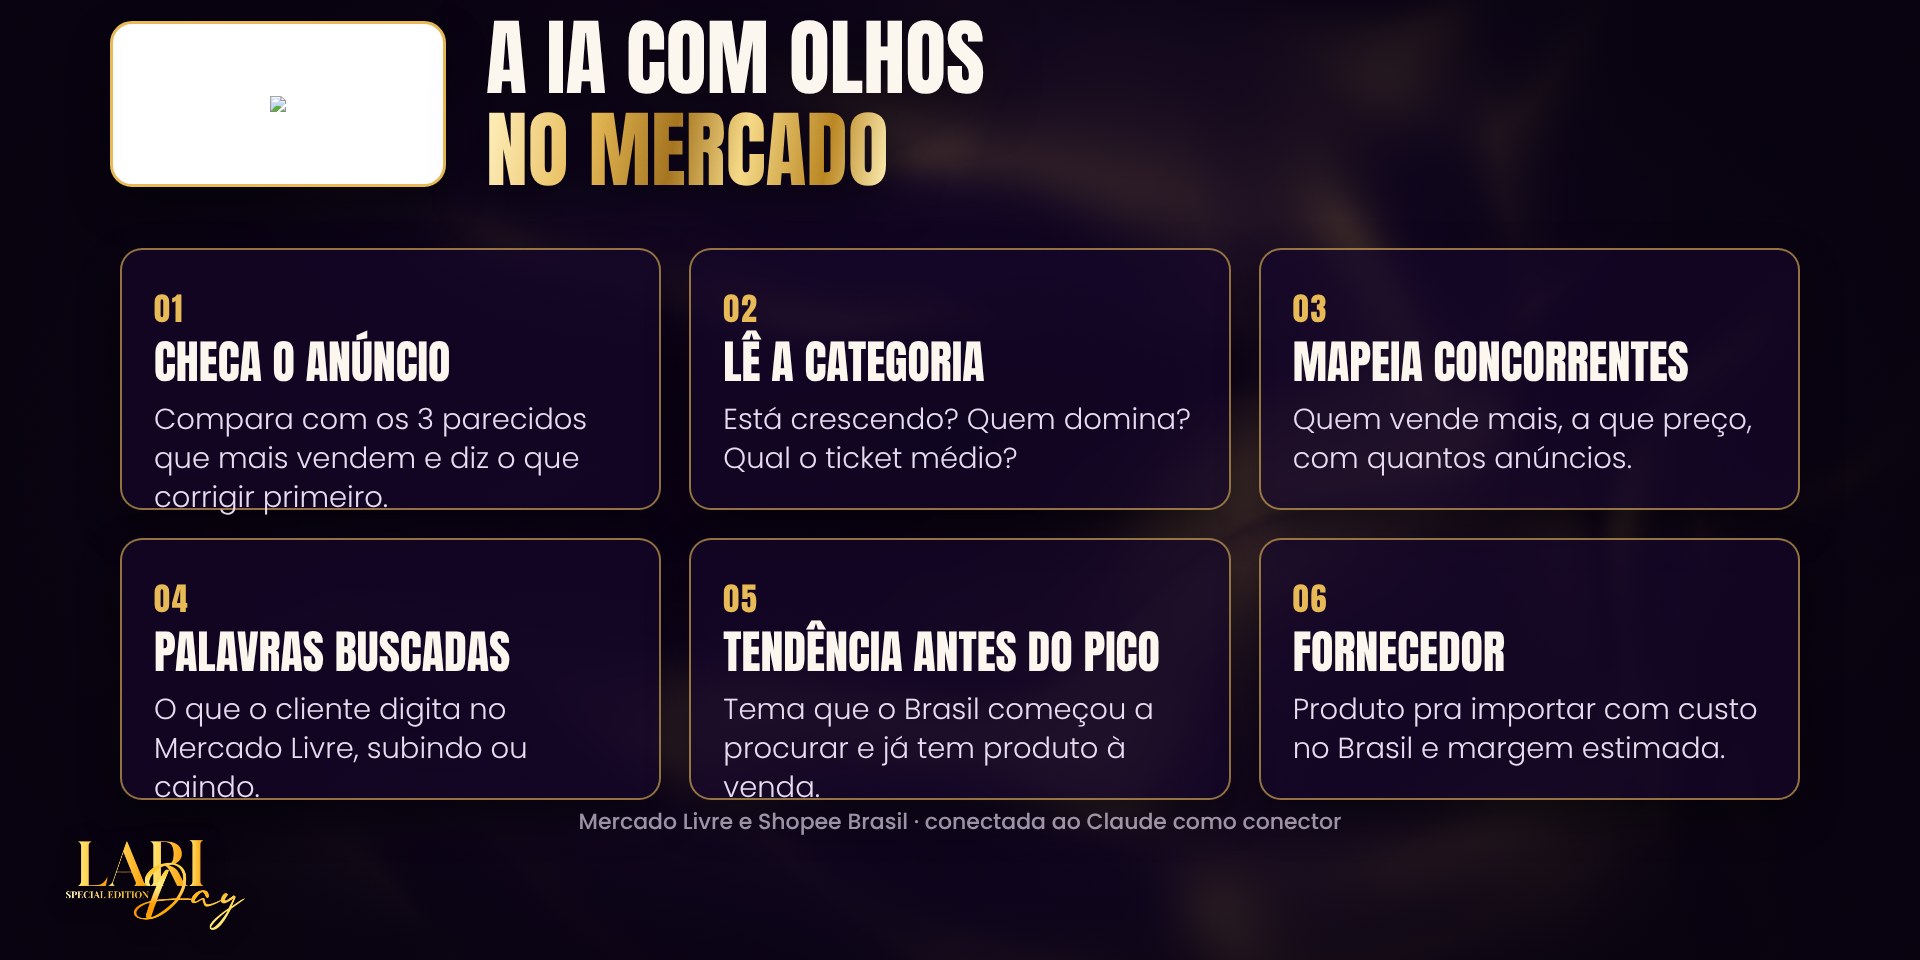 A IA COM OLHOS
NO MERCADO
01
CHECA O ANÚNCIO
Compara com os 3 parecidos
que mais vendem e diz o que
corrigir primeiro.
02
LÊ A CATEGORIA
Está crescendo? Quem domina?
Qual o ticket médio?
03
MAPEIA CONCORRENTES
Quem vende mais, a que preço,
com quantos anúncios.
04
PALAVRAS BUSCADAS
O que o cliente digita no
Mercado Livre, subindo ou
caindo.
05
TENDÊNCIA ANTES DO PICO
Tema que o Brasil começou a
procurar e já tem produto à
venda.
06
FORNECEDOR
Produto pra importar com custo
no Brasil e margem estimada.
Mercado Livre e Shopee Brasil · conectada ao Claude como conector
LABI
SPECIAL EDITION
Day